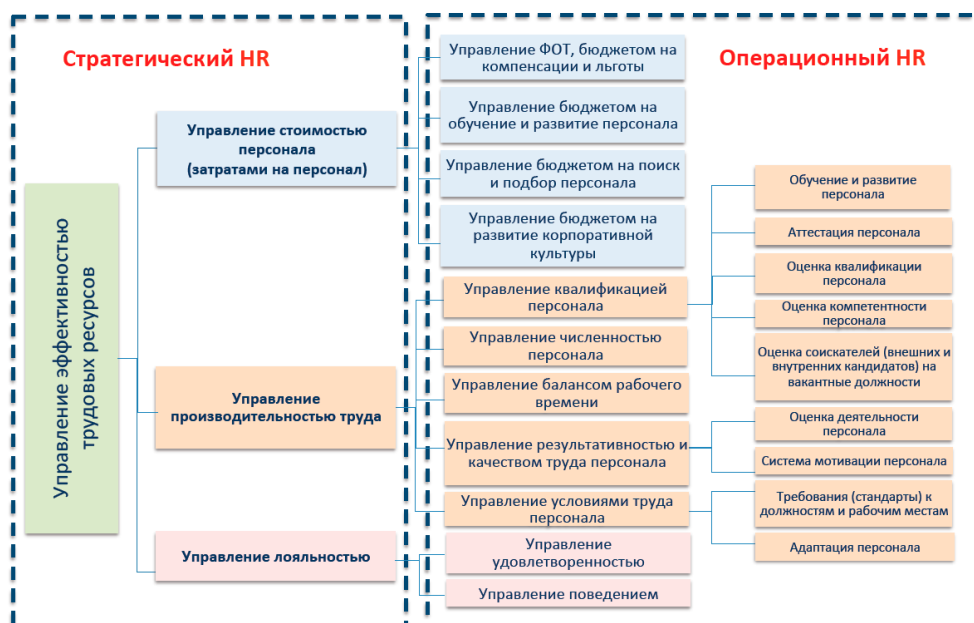 Стратегический HR
Операционный HR
Управление эффективностью
трудовых ресурсов
Управление стоимостью
персонала
(затратами на персонал)
Управление
производительностью труда
Управление лояльностью
Управление ФОТ, бюджетом на
компенсации и льготы
Управление бюджетом на
обучение и развитие персонала
Управление бюджетом на поиск
и подбор персонала
Управление бюджетом на
развитие корпоративной
культуры
Управление квалификацией
персонала
Управление численностью
персонала
Управление балансом рабочего
времени
Управление результативностью и
качеством труда персонала
Управление условиями труда
персонала
Управление
удовлетворенностью
Управление поведением
Обучение и развитие
персонала
Аттестация персонала
Оценка квалификации
персонала
Оценка компетентности
персонала
Оценка соискателей (внешних и
внутренних кандидатов) на
вакантные должности
Оценка деятельности
персонала
Система мотивации персонала
Требования (стандарты) к
должностям и рабочим местам
Адаптация персонала